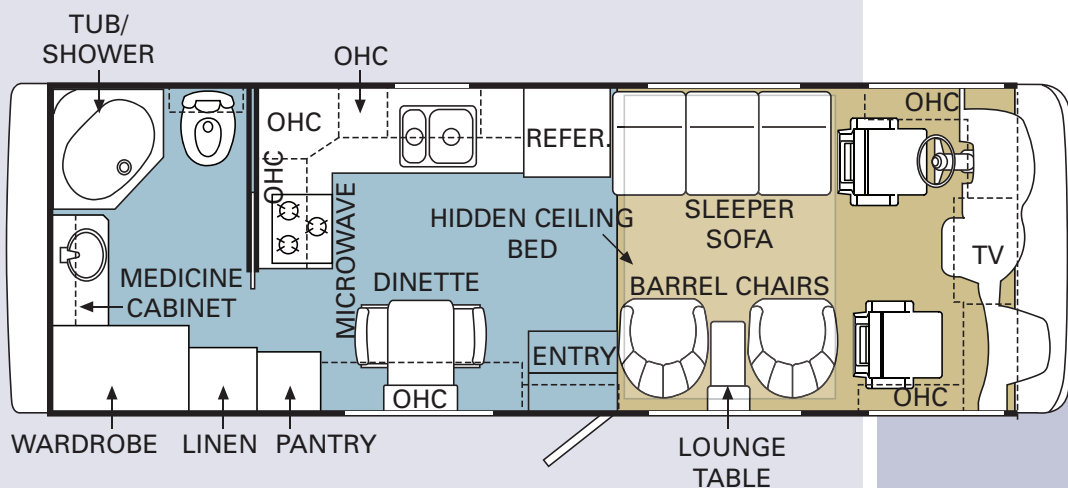 TUB/
SHOWER
OHC
OHC
OHC
OHC
REFER.
MICROWAVE
HIDDEN CEILING
BED
SLEEPER
SOFA
TV
MEDICINE
CABINET
DINETTE
BARREL CHAIRS
ENTRY
OHC
OHC
WARDROBE
LINEN
PANTRY
LOUNGE
TABLE